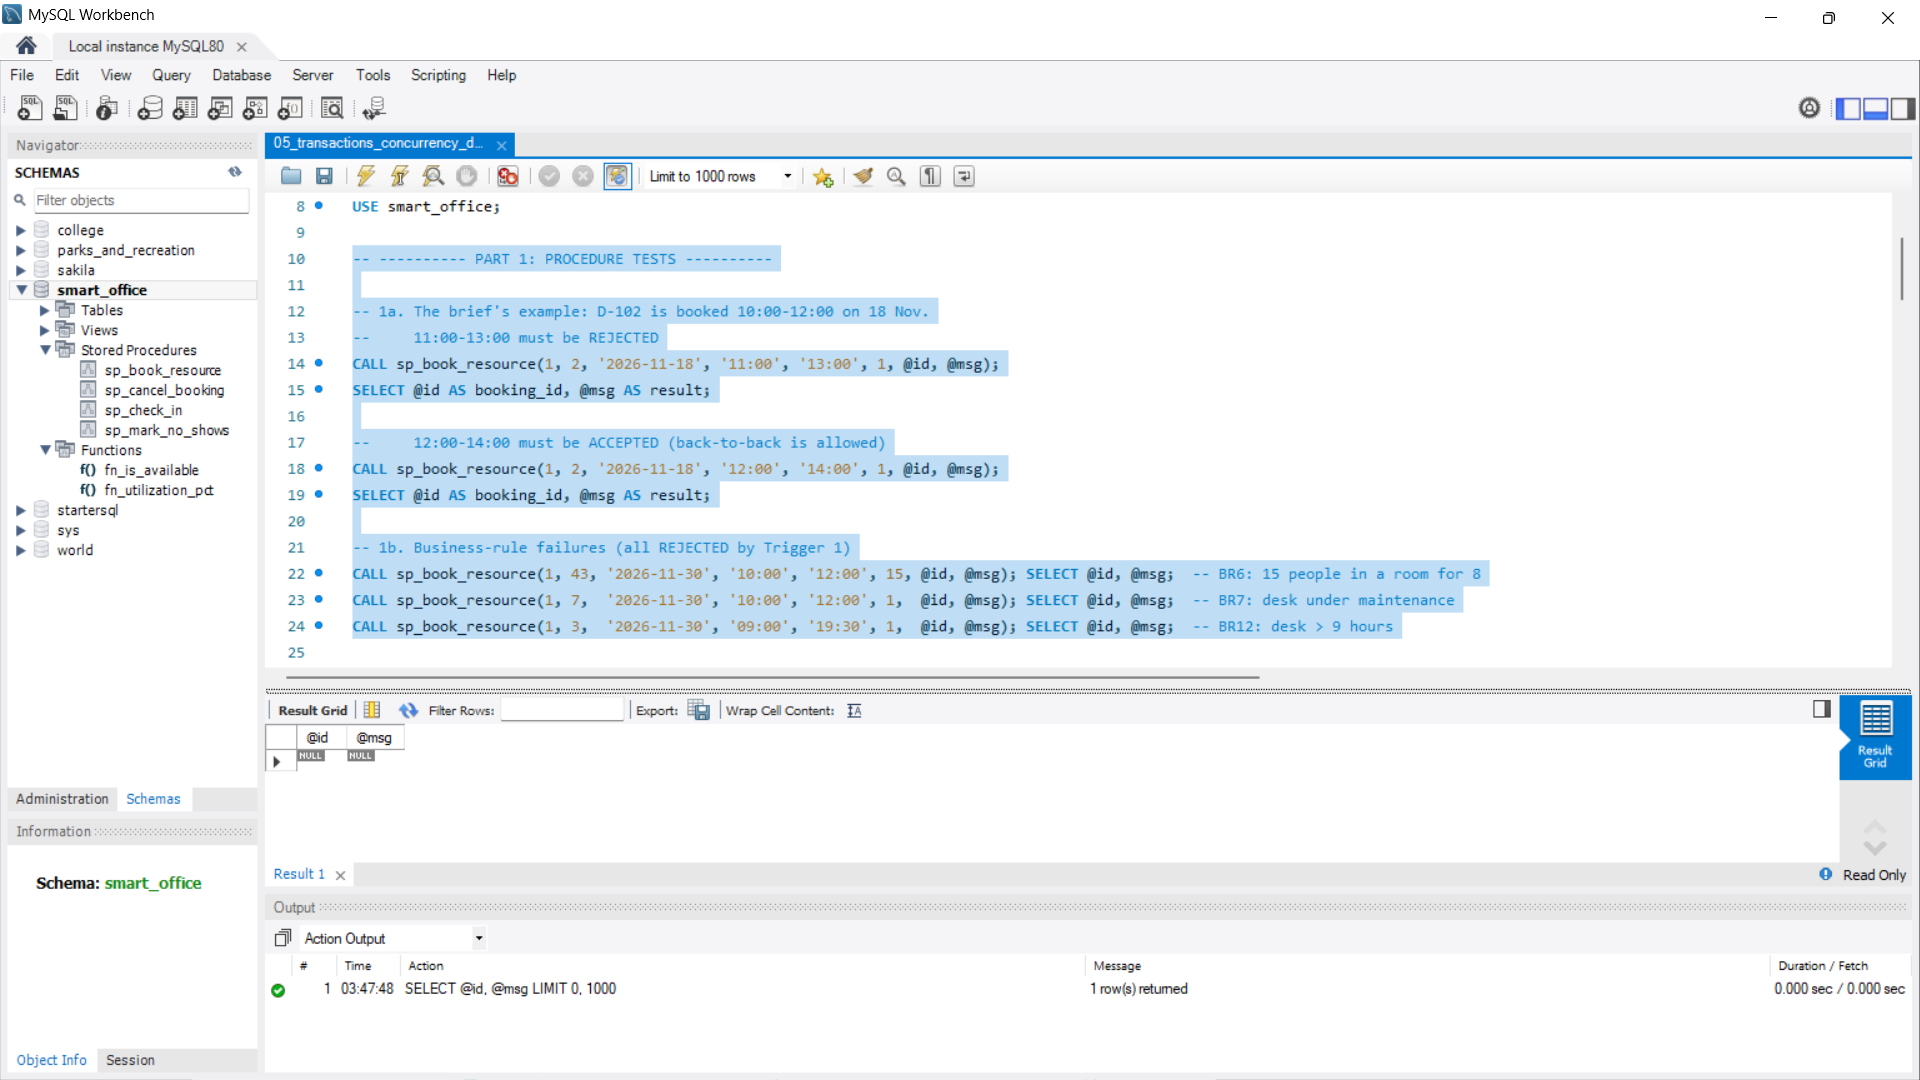 MySQL Workbench
Local instance MySQL80
File Edit View Query Database Server Tools Scripting Help
Navigator
SCHEMAS
Filter objects
college
parks_and_recreation
sakila
smart_office
Tables
Views
Stored Procedures
sp_book_resource
sp_cancel_booking
sp_check_in
sp_mark_no_shows
Functions
f() fn_is_available
f() fn_utilization_pct
startersql
sys
world
Administration Schemas
Information
Schema: smart_office
Object Info Session
05_transactions_concurrency_d...
Limit to 1000 rows
8 USE smart_office;
9
10 -- ---------- PART 1: PROCEDURE TESTS ----------
11
12 -- 1a. The brief's example: D-102 is booked 10:00-12:00 on 18 Nov.
13 --     11:00-13:00 must be REJECTED
14 CALL sp_book_resource(1, 2, '2026-11-18', '11:00', '13:00', 1, @id, @msg);
15 SELECT @id AS booking_id, @msg AS result;
16
17 --     12:00-14:00 must be ACCEPTED (back-to-back is allowed)
18 CALL sp_book_resource(1, 2, '2026-11-18', '12:00', '14:00', 1, @id, @msg);
19 SELECT @id AS booking_id, @msg AS result;
20
21 -- 1b. Business-rule failures (all REJECTED by Trigger 1)
22 CALL sp_book_resource(1, 43, '2026-11-30', '10:00', '12:00', 15, @id, @msg); SELECT @id, @msg;  -- BR6: 15 people in a room for 8
23 CALL sp_book_resource(1, 7,  '2026-11-30', '10:00', '12:00', 1,  @id, @msg); SELECT @id, @msg;  -- BR7: desk under maintenance
24 CALL sp_book_resource(1, 3,  '2026-11-30', '09:00', '19:30', 1,  @id, @msg); SELECT @id, @msg;  -- BR12: desk > 9 hours
25
Result Grid Filter Rows: Export: Wrap Cell Content:
@id @msg
NULL NULL
Result Grid
Result 1
Read Only
Output
Action Output
# Time Action Message Duration / Fetch
1 03:47:48 SELECT @id, @msg LIMIT 0, 1000 1 row(s) returned 0.000 sec / 0.000 sec